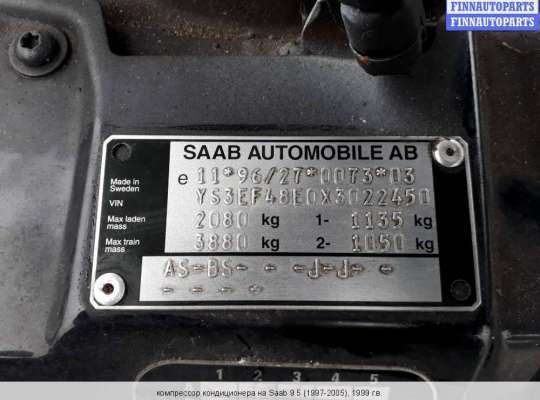 FINNAUTOPARTS
FINNAUTOPARTS
FINNAUTOPARTS
SAAB AUTOMOBILE AB
Made in Sweden e 11*96/27*0073*03
VIN YS3EF48E0X3022450
Max laden mass 2080 kg 1- 1135 kg
Max train mass 3880 kg 2- 1050 kg
AS-BS- - -J-J- -
- - - -
1 2 3 4 5
компрессор кондиционера на Saab 9 5 (1997-2005), 1999 г.в.